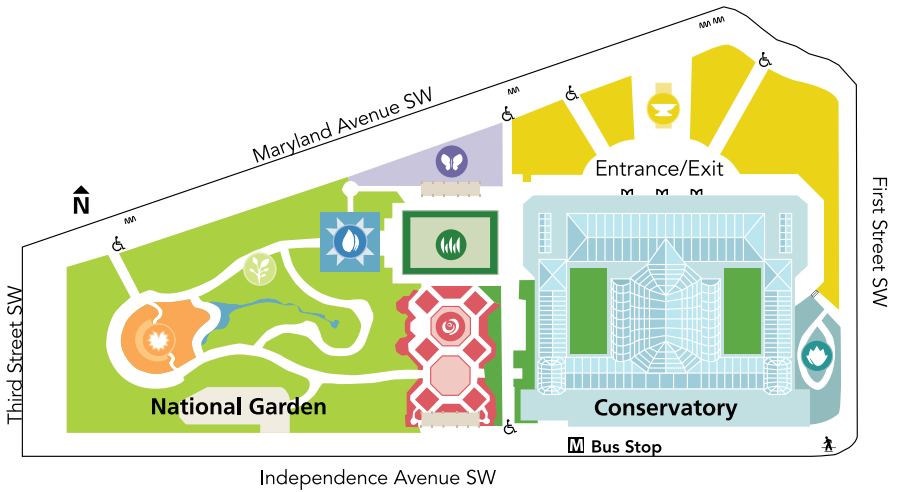 Maryland Avenue SW
Entrance/Exit
N
First Street SW
Third Street SW
National Garden
Conservatory
M Bus Stop
Independence Avenue SW